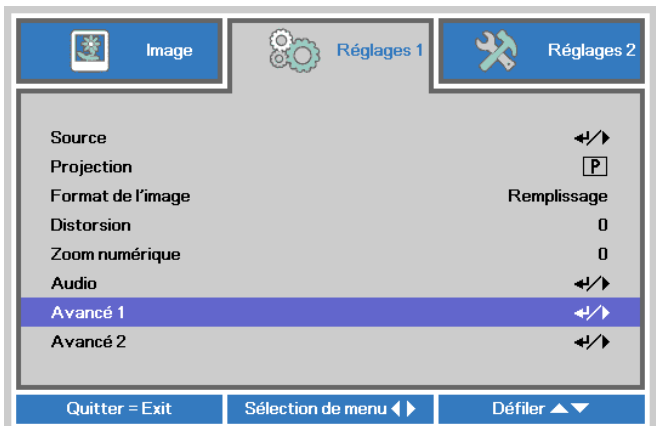 Image
Réglages 1
Réglages 2
Source ↵/▶
Projection P
Format de l'image Remplissage
Distorsion 0
Zoom numérique 0
Audio ↵/▶
Avancé 1 ↵/▶
Avancé 2 ↵/▶
Quitter = Exit
Sélection de menu ◀▶
Défiler ▲▼